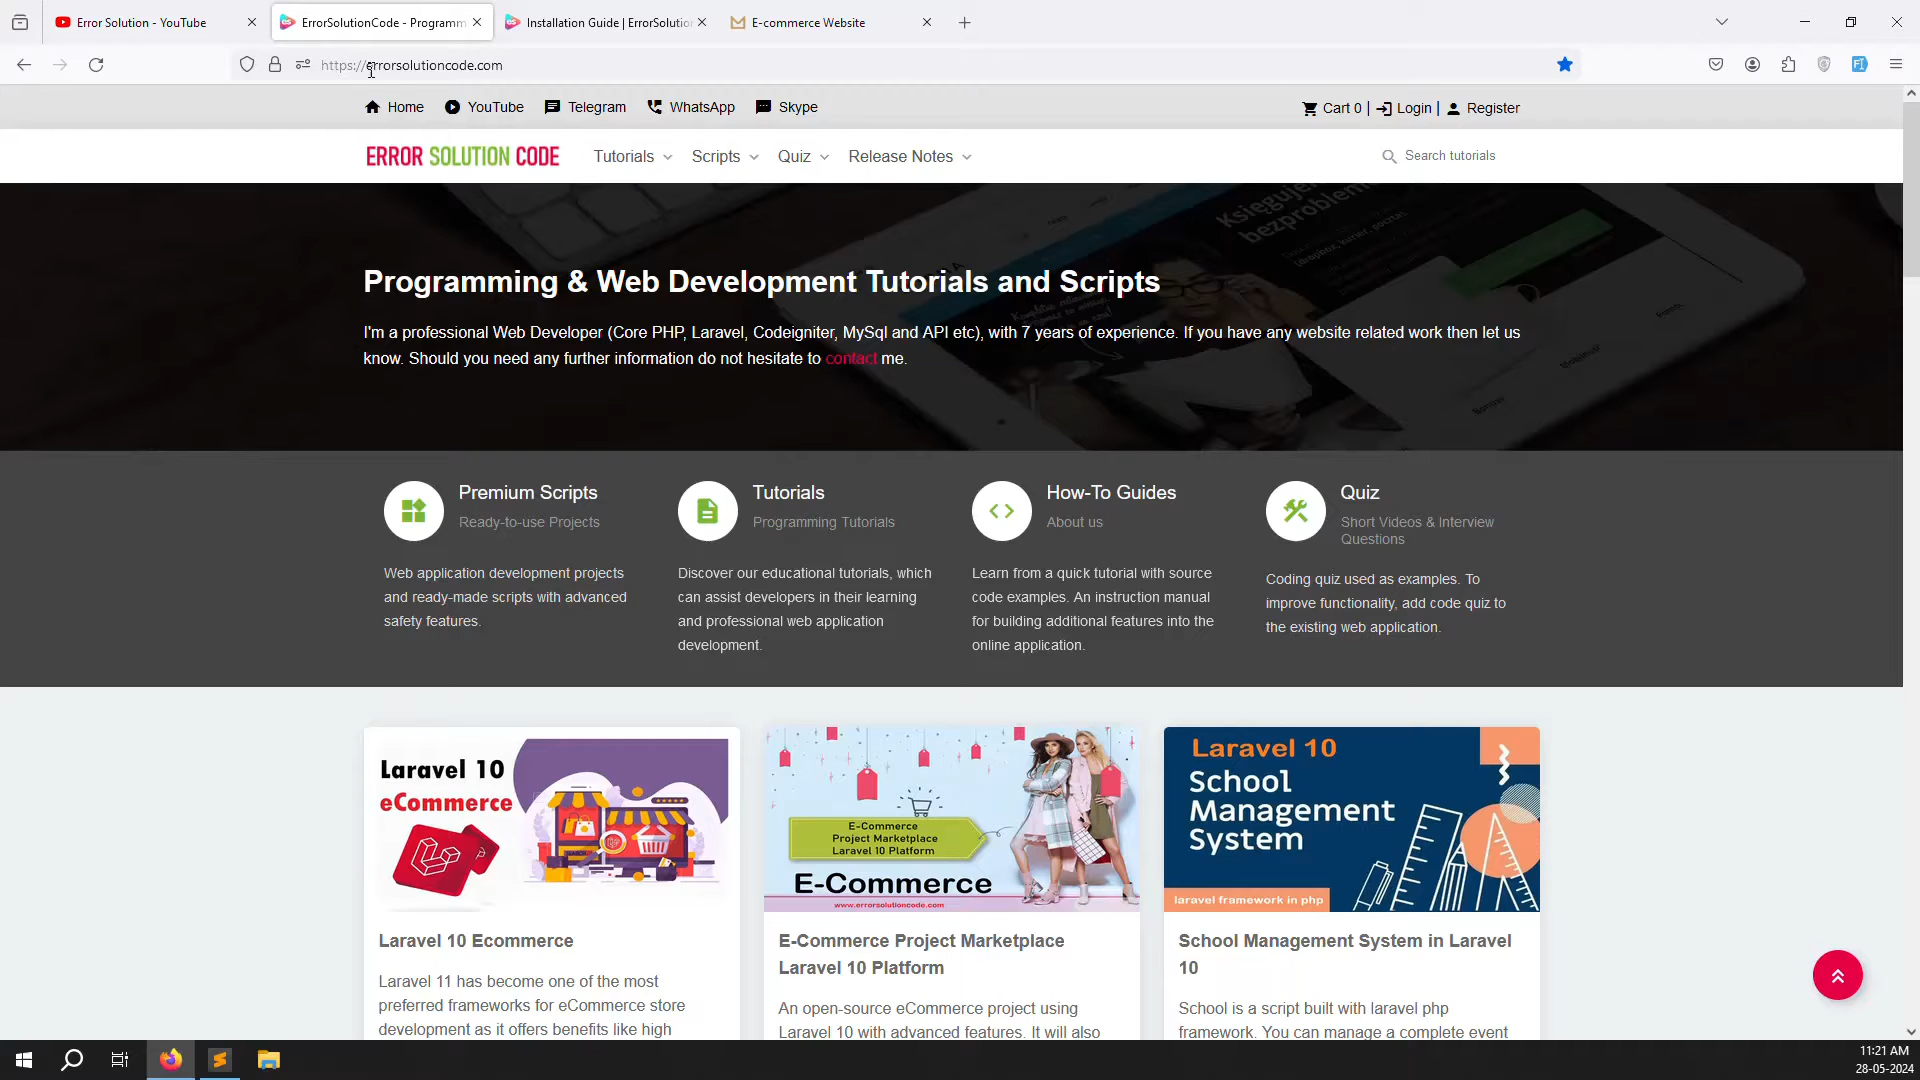 Error Solution - YouTube
ErrorSolutionCode - Programm
Installation Guide | ErrorSolution
E-commerce Website
https://errorsolutioncode.com
Home
YouTube
Telegram
WhatsApp
Skype
Cart 0 |
Login |
Register
ERROR SOLUTION CODE
Tutorials
Scripts
Quiz
Release Notes
Search tutorials
Księguje
bezproblem
Programming & Web Development Tutorials and Scripts
I'm a professional Web Developer (Core PHP, Laravel, Codeigniter, MySql and API etc), with 7 years of experience. If you have any website related work then let us
know. Should you need any further information do not hesitate to contact me.
Premium Scripts
Ready-to-use Projects
Web application development projects
and ready-made scripts with advanced
safety features.
Tutorials
Programming Tutorials
Discover our educational tutorials, which
can assist developers in their learning
and professional web application
development.
How-To Guides
About us
Learn from a quick tutorial with source
code examples. An instruction manual
for building additional features into the
online application.
Quiz
Short Videos & Interview
Questions
Coding quiz used as examples. To
improve functionality, add code quiz to
the existing web application.
Laravel 10
eCommerce
Laravel 10 Ecommerce
Laravel 11 has become one of the most
preferred frameworks for eCommerce store
development as it offers benefits like high
E-Commerce
Project Marketplace
Laravel 10 Platform
E-Commerce
www.errorsolutioncode.com
E-Commerce Project Marketplace
Laravel 10 Platform
An open-source eCommerce project using
Laravel 10 with advanced features. It will also
Laravel 10
School
Management
System
laravel framework in php
School Management System in Laravel
10
School is a script built with laravel php
framework. You can manage a complete event
11:21 AM
28-05-2024